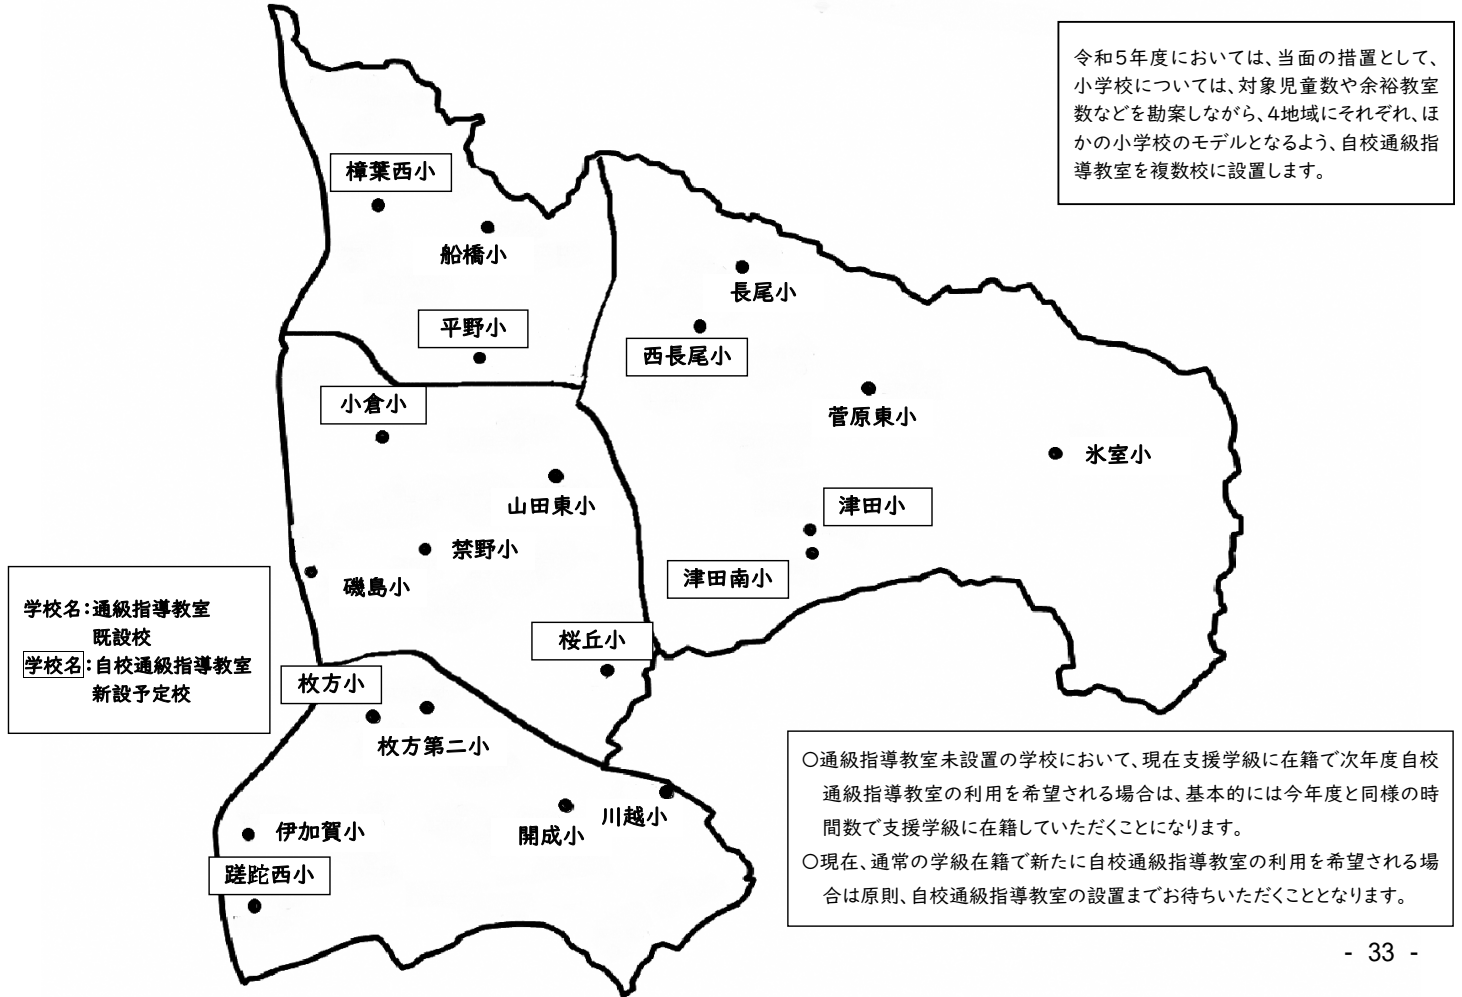 令和5年度においては、当面の措置として、
小学校については、対象児童数や余裕教室
数などを勘案しながら、4地域にそれぞれ、ほ
かの小学校のモデルとなるよう、自校通級指
導教室を複数校に設置します。
樟葉西小
船橋小
長尾小
平野小
西長尾小
小倉小
菅原東小
氷室小
山田東小
津田小
禁野小
津田南小
磯島小
学校名:通級指導教室
既設校
学校名:自校通級指導教室
新設予定校
桜丘小
枚方小
枚方第二小
川越小
開成小
伊加賀小
蹉跎西小
○通級指導教室未設置の学校において、現在支援学級に在籍で次年度自校
通級指導教室の利用を希望される場合は、基本的には今年度と同様の時
間数で支援学級に在籍していただくことになります。
○現在、通常の学級在籍で新たに自校通級指導教室の利用を希望される場
合は原則、自校通級指導教室の設置までお待ちいただくこととなります。
- 33 -